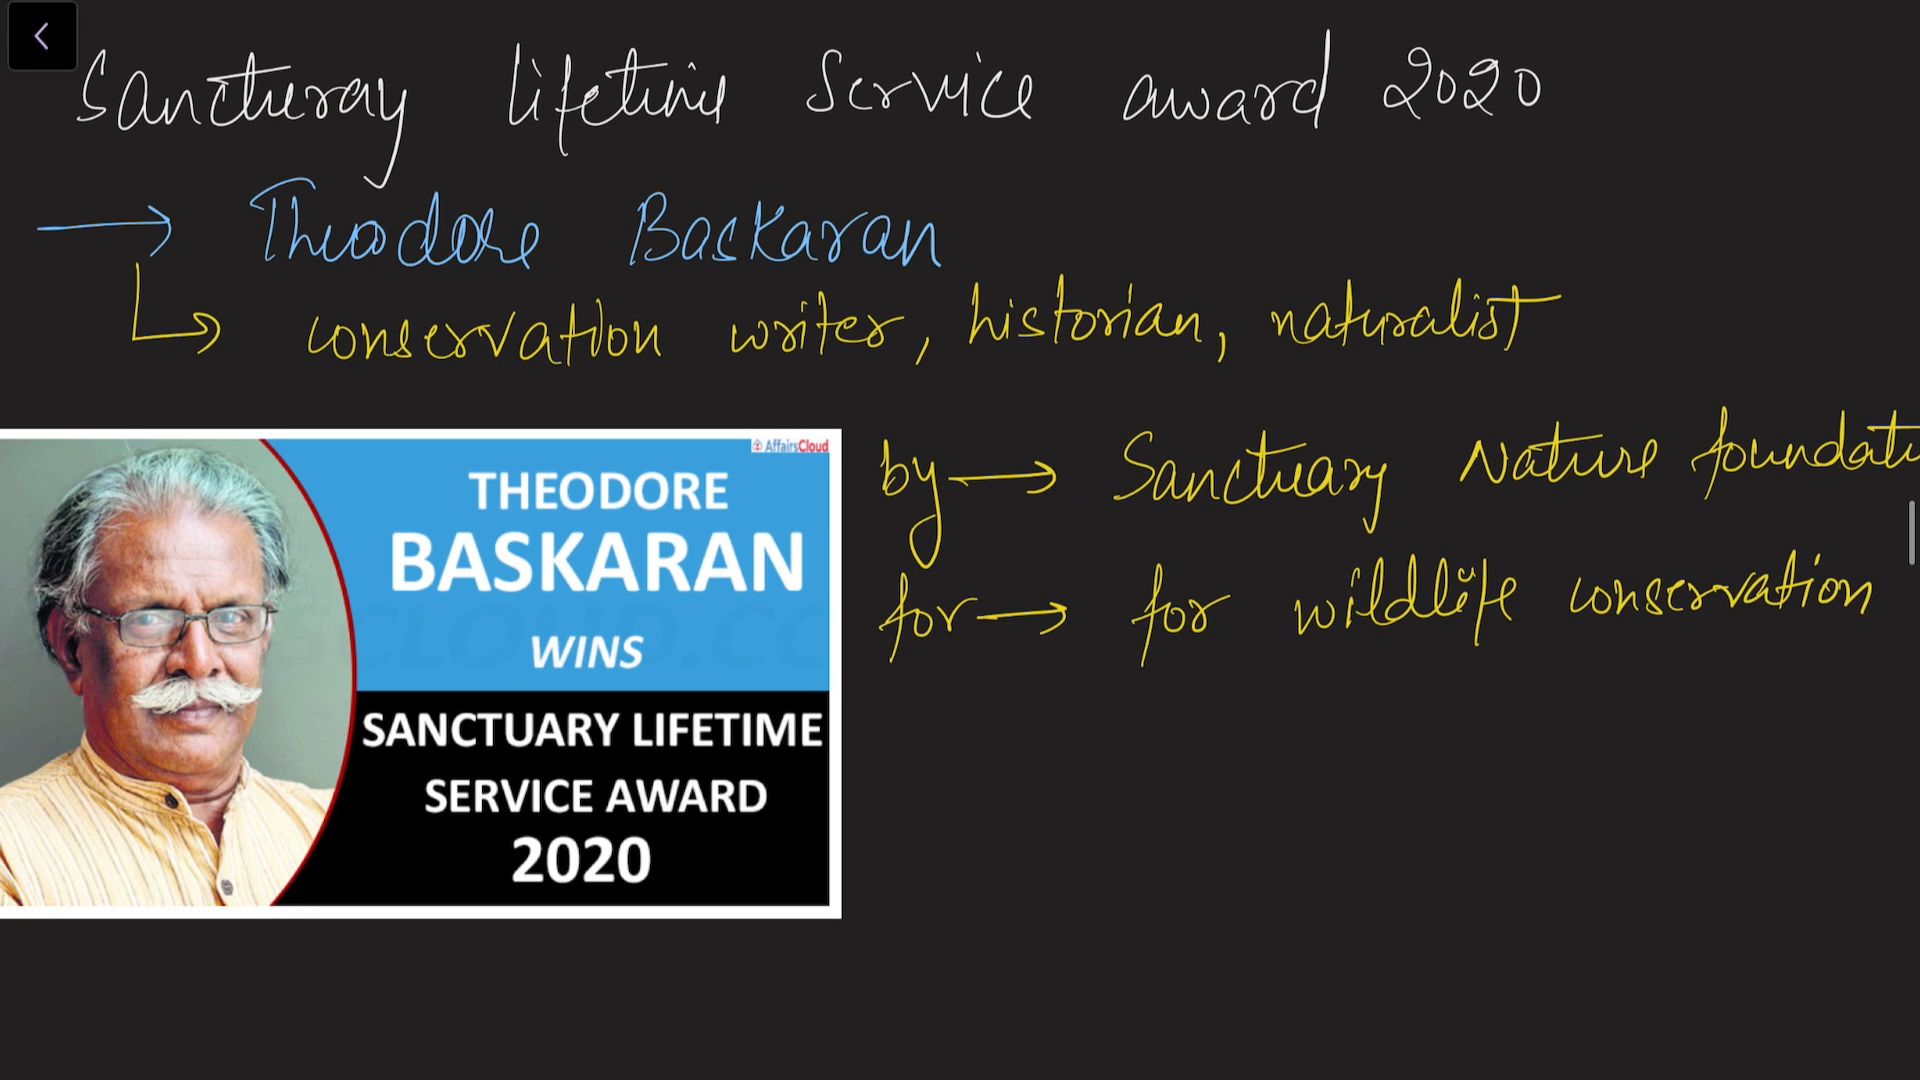 Sancturay lifetime Service award 2020
→ Theodore Baskaran
↳ conservation writer, historian, naturalist
by → Sanctuary Nature foundati
for → for wildlife conservation
AffairsCloud
THEODORE
BASKARAN
WINS
SANCTUARY LIFETIME
SERVICE AWARD
2020